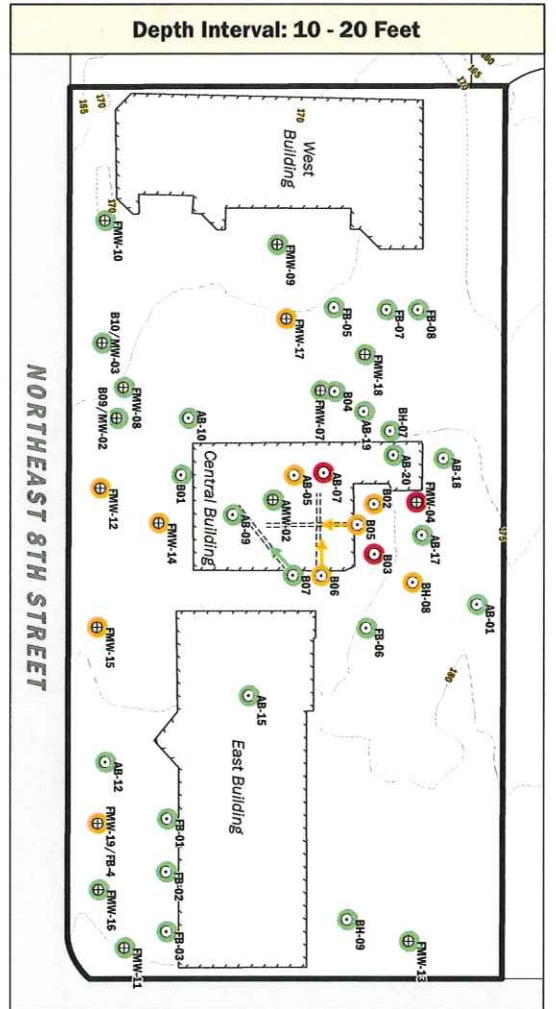 Depth Interval: 10 - 20 Feet
160
165
170
170
165
170
West
Building
170
FMW-10
FMW-09
FB-08
FB-07
FB-05
FMW-17
FMW-18
B10/MW-03
FMW-08
B09/MW-02
B04
FMW-07
AB-19
BH-07
AB-10
AB-20
AB-18
175
Central Building
B01
AB-05
AB-07
B02
FMW-04
AMW-02
AB-09
B05
AB-17
FMW-12
FMW-14
B03
B07
B06
BH-08
AB-01
FB-06
FMW-15
180
AB-15
East Building
AB-12
FB-01
FMW-19/FB-4
FB-02
FMW-16
FB-03
FMW-11
BH-09
FMW-13
NORTHEAST 8TH STREET